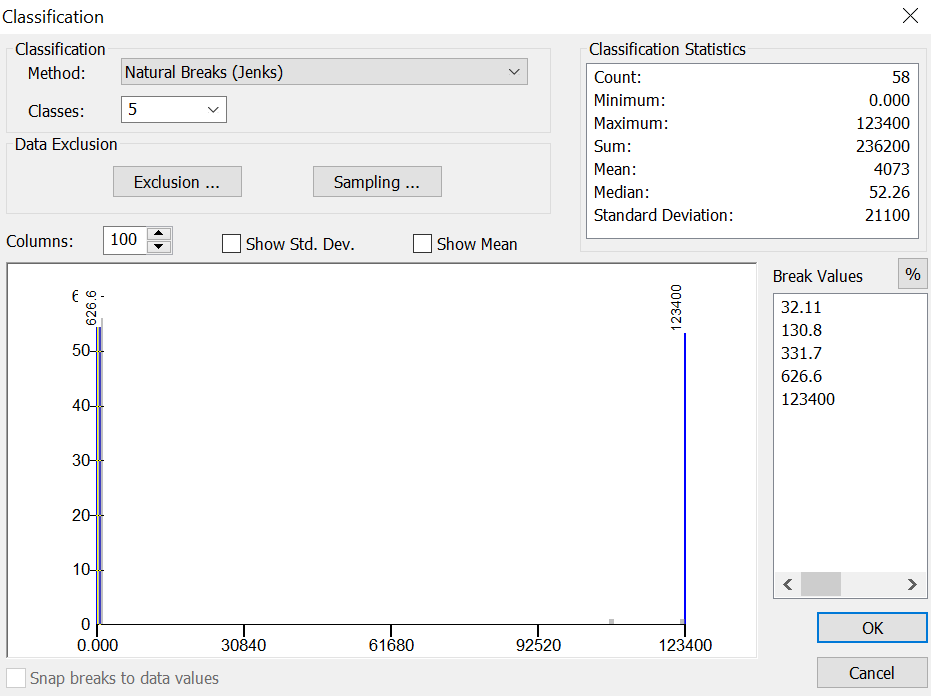 Classification
Classification
Method:
Natural Breaks (Jenks)
Classes:
5
Data Exclusion
Exclusion ...
Sampling ...
Classification Statistics
Count: 58
Minimum: 0.000
Maximum: 123400
Sum: 236200
Mean: 4073
Median: 52.26
Standard Deviation: 21100
Columns:
100
Show Std. Dev.
Show Mean
Break Values
%
32.11
130.8
331.7
626.6
123400
626.6
123400
50
40
30
20
10
0
0.000 30840 61680 92520 123400
OK
Cancel
Snap breaks to data values